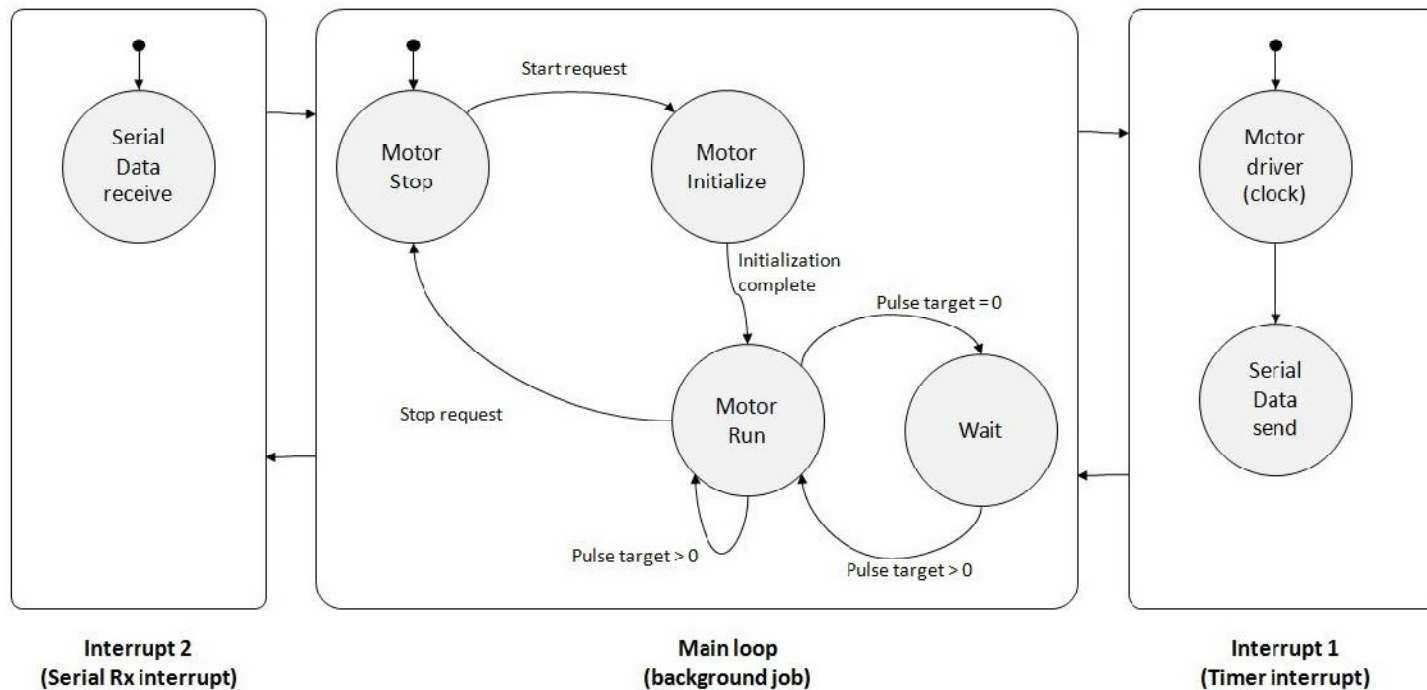 Serial
Data
receive
Start request
Motor
Stop
Motor
Initialize
Initialization
complete
Pulse target = 0
Stop request
Motor
Run
Wait
Pulse target > 0
Pulse target > 0
Motor
driver
(clock)
Serial
Data
send
Interrupt 2
(Serial Rx interrupt)
Main loop
(background job)
Interrupt 1
(Timer interrupt)